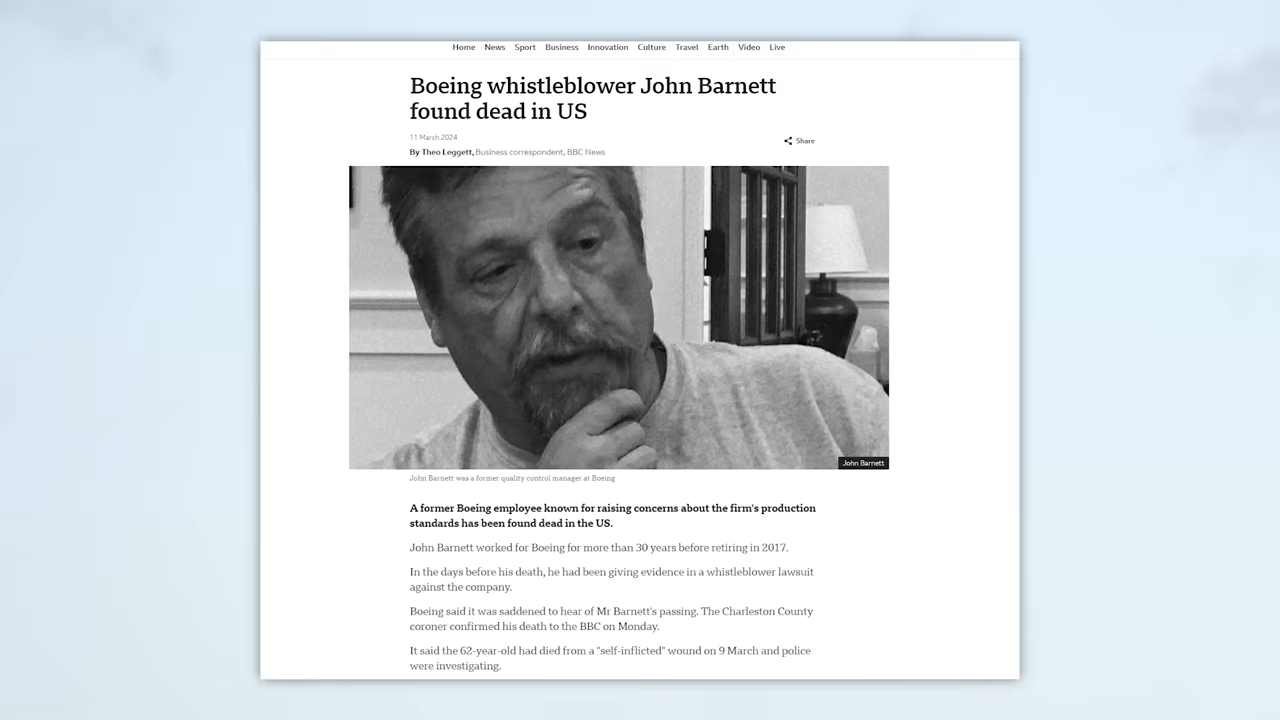 Home News Sport Business Innovation Culture Travel Earth Video Live
Boeing whistleblower John Barnett
found dead in US
11 March 2024
Share
By Theo Leggett, Business correspondent, BBC News
John Barnett
John Barnett was a former quality control manager at Boeing
A former Boeing employee known for raising concerns about the firm's production
standards has been found dead in the US.
John Barnett worked for Boeing for more than 30 years before retiring in 2017.
In the days before his death, he had been giving evidence in a whistleblower lawsuit
against the company.
Boeing said it was saddened to hear of Mr Barnett's passing. The Charleston County
coroner confirmed his death to the BBC on Monday.
It said the 62-year-old had died from a "self-inflicted" wound on 9 March and police
were investigating.